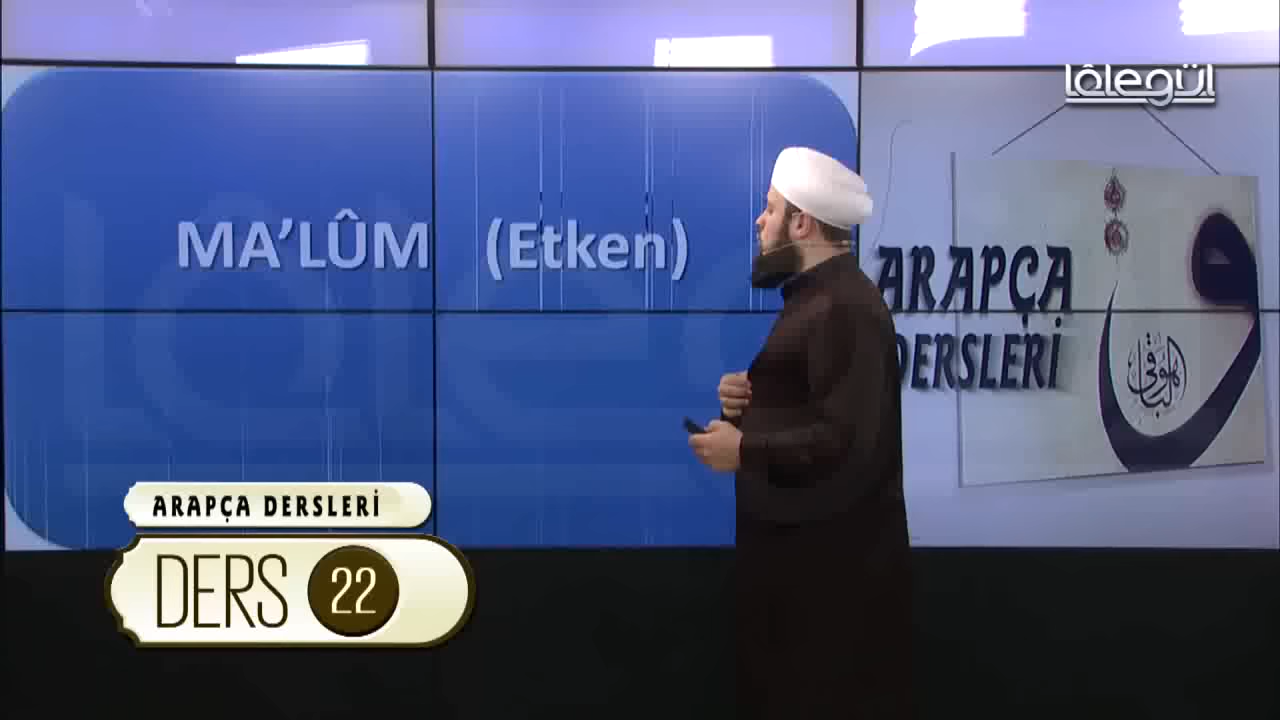 lâlegül
MA’LÛM (Etken)
ARAPÇA
DERSLERİ
ARAPÇA DERSLERİ
DERS 22